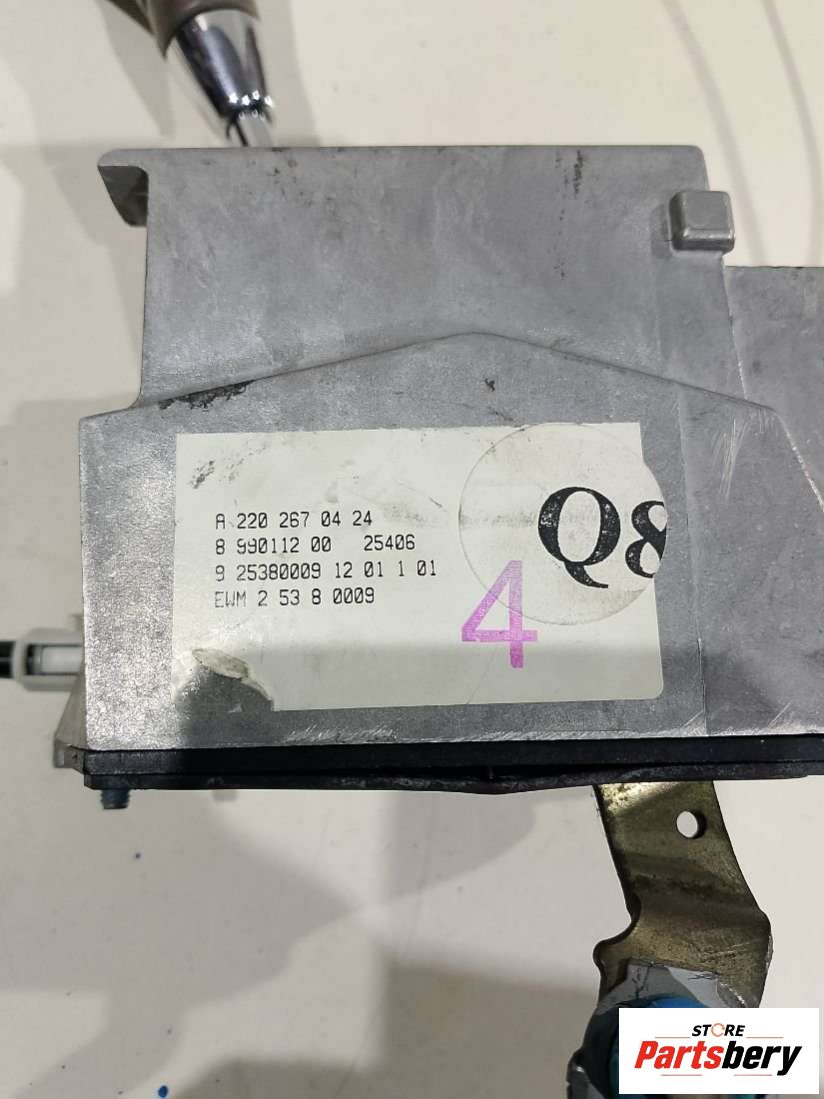 A 220 267 04 24
8 990112 00 25406
9 25380009 12 01 1 01
EWM 2 53 8 0009
Q8
4
STORE
Partsbery